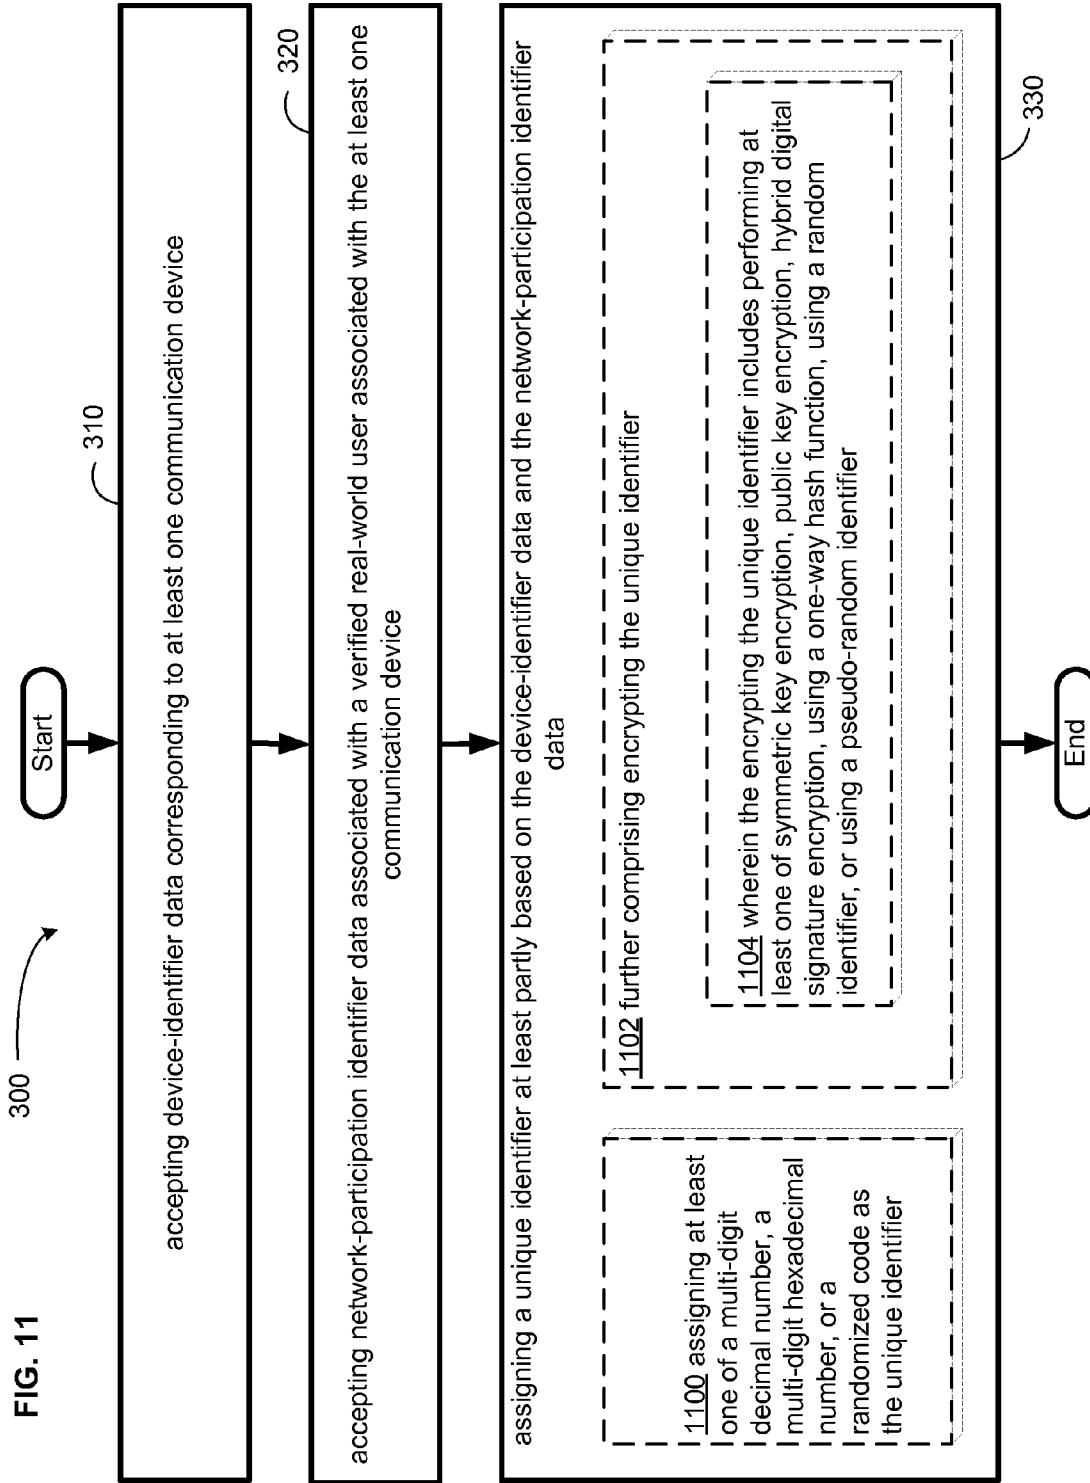 FIG. 11
300
Start
310
accepting device-identifier data corresponding to at least one communication device
320
accepting network-participation identifier data associated with a verified real-world user associated with the at least one
communication device
assigning a unique identifier at least partly based on the device-identifier data and the network-participation identifier
data
1100 assigning at least
one of a multi-digit
decimal number, a
multi-digit hexadecimal
number, or a
randomized code as
the unique identifier
1102 further comprising encrypting the unique identifier
1104 wherein the encrypting the unique identifier includes performing at
least one of symmetric key encryption, public key encryption, hybrid digital
signature encryption, using a one-way hash function, using a random
identifier, or using a pseudo-random identifier
330
End